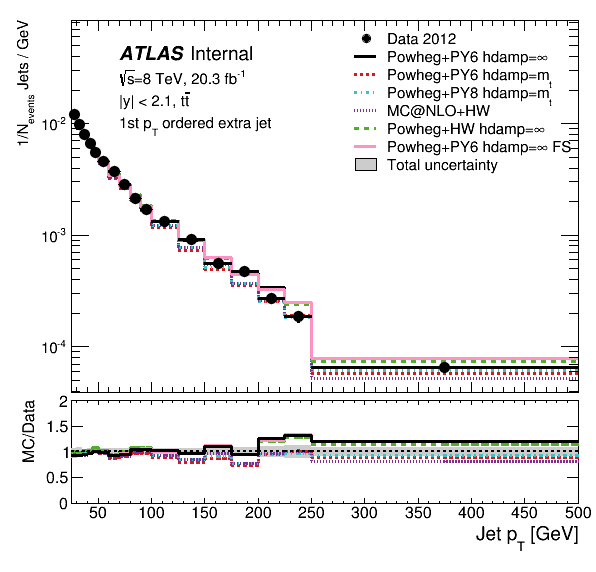 ATLAS Internal
√s=8 TeV, 20.3 fb⁻¹
|y| < 2.1, tt̄
1st p_T ordered extra jet
Data 2012
Powheg+PY6 hdamp=∞
Powheg+PY6 hdamp=m_t
Powheg+PY8 hdamp=m_t
MC@NLO+HW
Powheg+HW hdamp=∞
Powheg+PY6 hdamp=∞ FS
Total uncertainty
1/N_events Jets / GeV
10⁻²
10⁻³
10⁻⁴
MC/Data
2
1.5
1
0.5
0
50 100 150 200 250 300 350 400 450 500
Jet p_T [GeV]